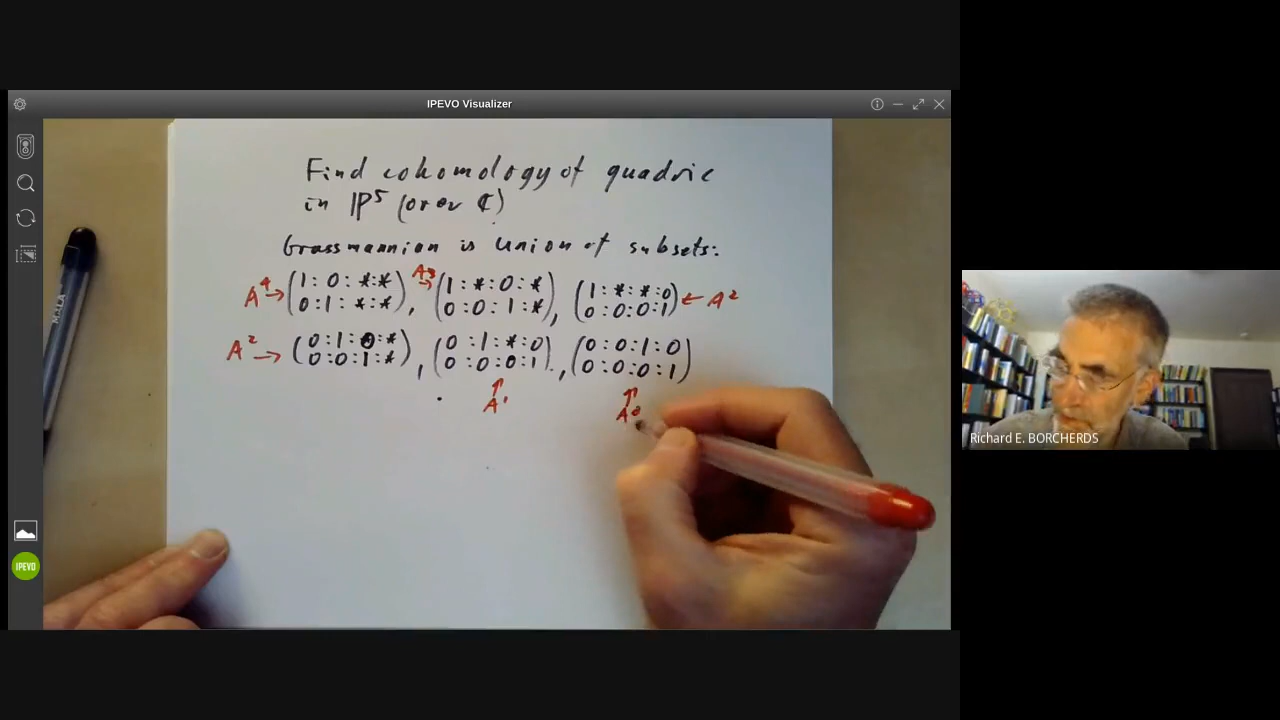 IPEVO Visualizer
Find cohomology of quadric
in ℙ⁵ (over ℂ)
Grassmannian is union of subsets:
A⁴ → (1 : 0 : * : *), A³ → (1 : * : 0 : *), (1 : * : * : 0) ← A²
(0 : 1 : * : *) (0 : 0 : 1 : *) (0 : 0 : 0 : 1)
A² → (0 : 1 : 0 : *), (0 : 1 : * : 0), (0 : 0 : 1 : 0)
(0 : 0 : 1 : *) (0 : 0 : 0 : 1) (0 : 0 : 0 : 1)
↑ ↑
A¹ A⁰
IPEVO
Richard E. BORCHERDS